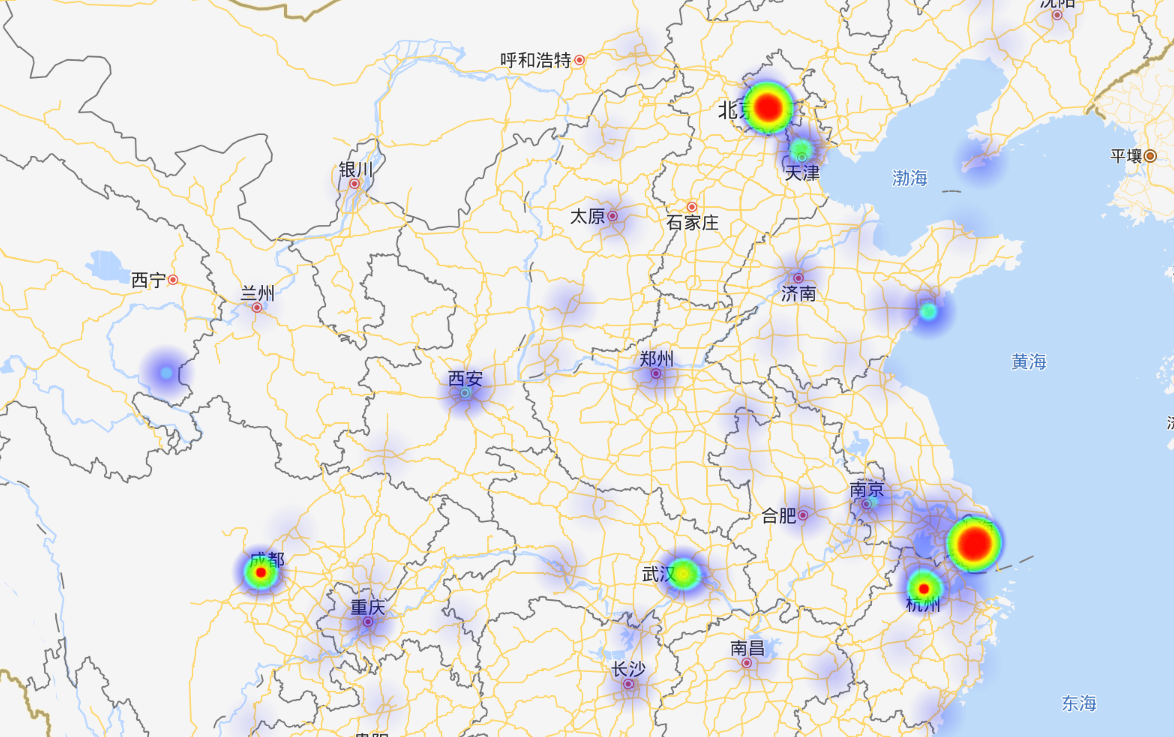 沈阳
呼和浩特
北京
平壤
银川
天津
渤海
太原
石家庄
西宁
兰州
济南
郑州
黄海
西安
南京
合肥
成都
武汉
杭州
重庆
南昌
长沙
东海